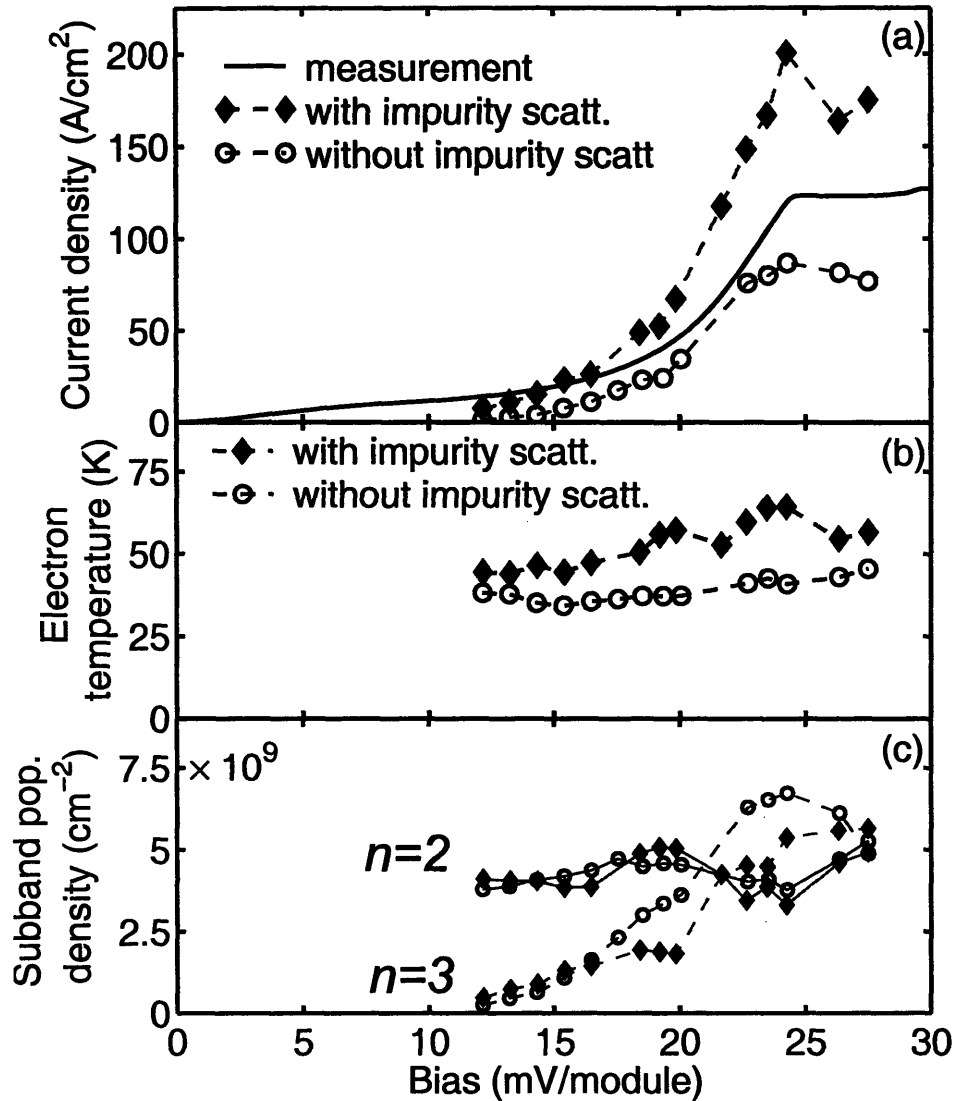 (a)
200
150
100
50
0
Current density (A/cm²)
measurement
with impurity scatt.
without impurity scatt
(b)
75
50
25
0
Electron
temperature (K)
with impurity scatt.
without impurity scatt.
(c)
7.5
× 10⁹
5
2.5
0
Subband pop.
density (cm⁻²)
n=2
n=3
0 5 10 15 20 25 30
Bias (mV/module)